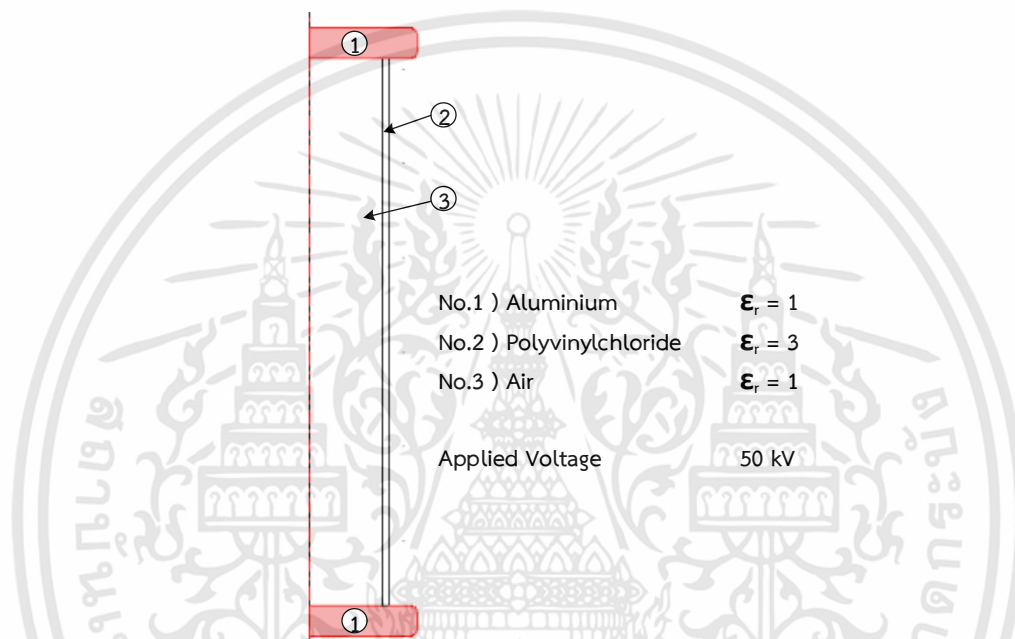 1
2
3
No.1 ) Aluminium εr = 1
No.2 ) Polyvinylchloride εr = 3
No.3 ) Air εr = 1
Applied Voltage 50 kV
1